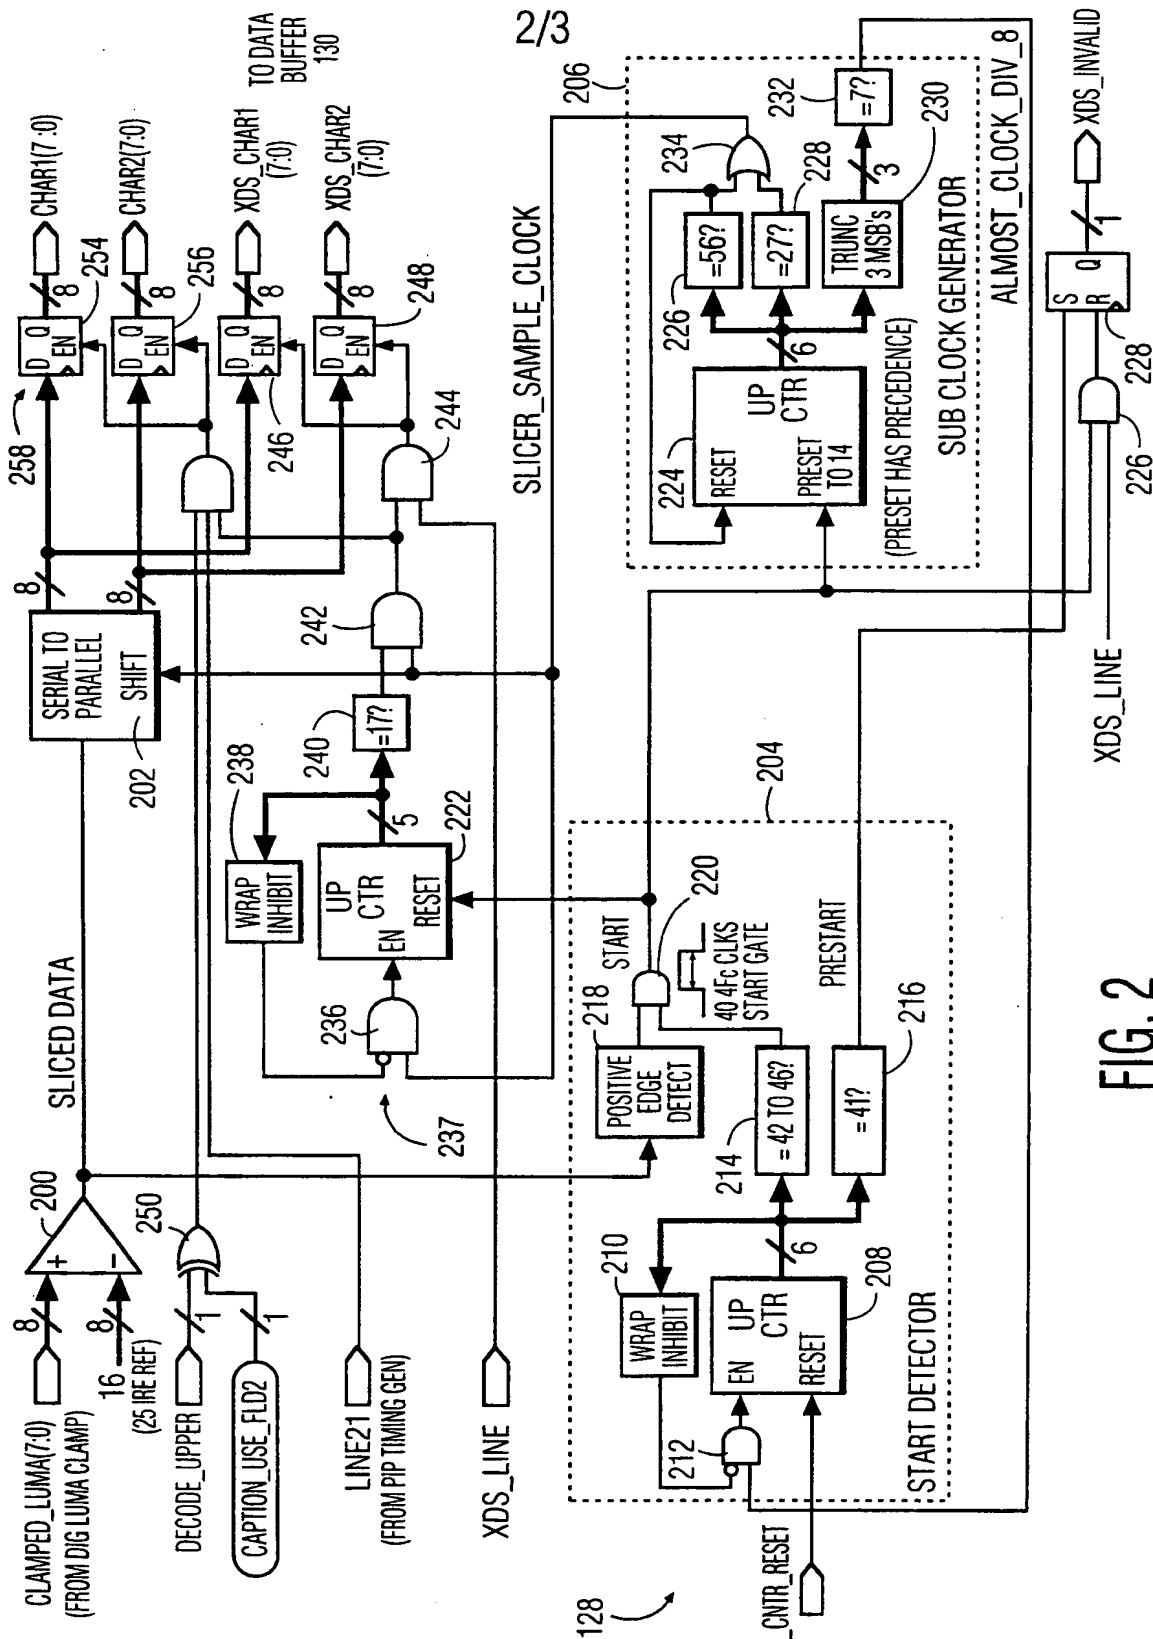 2/3
CLAMPED_LUMA(7:0)
(FROM DIG LUMA CLAMP)
8
16
8
(25 IRE REF)
+
-
200
SLICED DATA
DECODE_UPPER
1
250
CAPTION_USE_FLD2
1
LINE21
(FROM PIP TIMING GEN)
XDS_LINE
SERIAL TO
PARALLEL
SHIFT
202
8
8
258
D Q
EN
8
CHAR1(7:0)
254
D Q
EN
8
CHAR2(7:0)
256
D Q
EN
246
8
XDS_CHAR1
(7:0)
D Q
EN
8
XDS_CHAR2
(7:0)
248
TO DATA
BUFFER
130
237
236
WRAP
INHIBIT
238
UP
CTR
EN
RESET
222
5
=17?
240
242
244
SLICER_SAMPLE_CLOCK
128
_CNTR_RESET
START DETECTOR
204
212
WRAP
INHIBIT
210
UP
CTR
EN
RESET
208
6
POSITIVE
EDGE
DETECT
218
= 42 TO 46?
214
=41?
216
START
220
40 4Fc CLKS
START GATE
PRESTART
206
224
RESET
UP
CTR
PRESET
TO 14
(PRESET HAS PRECEDENCE)
6
226
=56?
=27?
228
234
TRUNC
3 MSB's
230
3
=7?
232
SUB CLOCK GENERATOR
ALMOST_CLOCK_DIV_8
XDS_LINE
226
S
R
Q
228
1
XDS_INVALID
FIG. 2